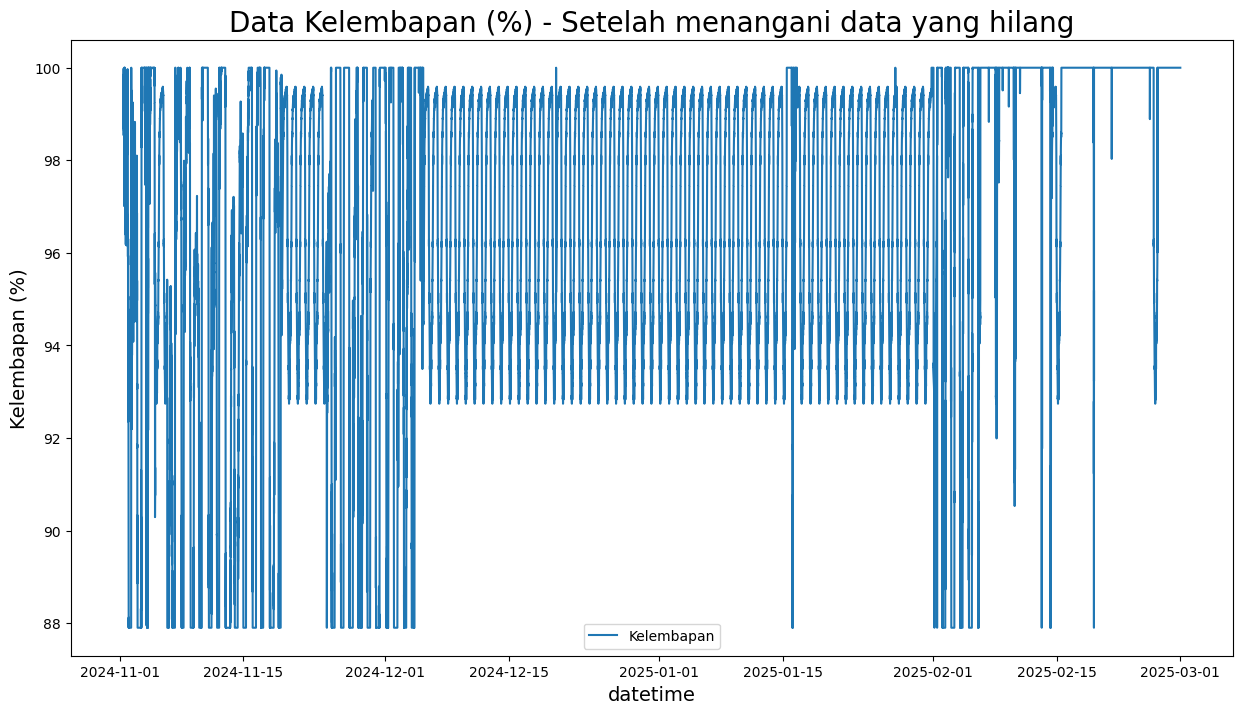 Data Kelembapan (%) - Setelah menangani data yang hilang
100
98
96
94
92
90
88
Kelembapan (%)
Kelembapan
2024-11-01 2024-11-15 2024-12-01 2024-12-15 2025-01-01 2025-01-15 2025-02-01 2025-02-15 2025-03-01
datetime